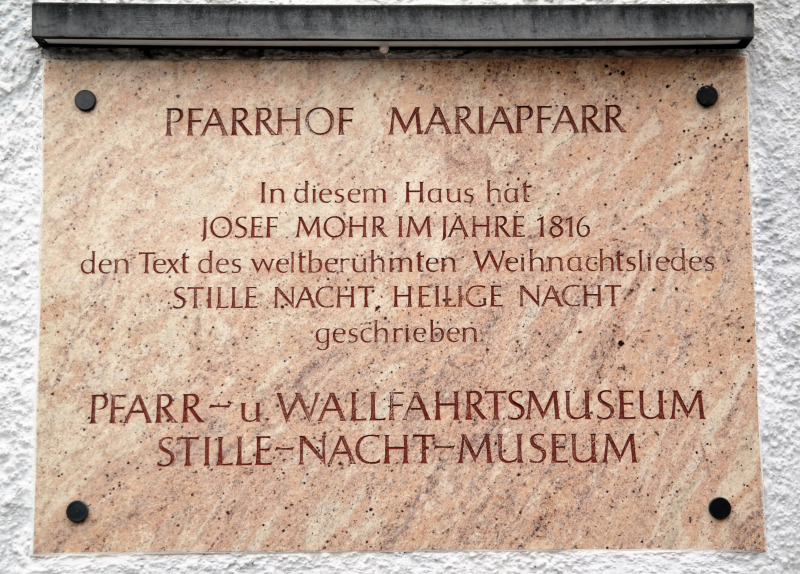 PFARRHOF MARIAPFARR
In diesem Haus hat
JOSEF MOHR IM JAHRE 1816
den Text des weltberühmten Weihnachtsliedes
STILLE NACHT, HEILIGE NACHT
geschrieben.
PFARR- u WALLFAHRTSMUSEUM
STILLE-NACHT-MUSEUM